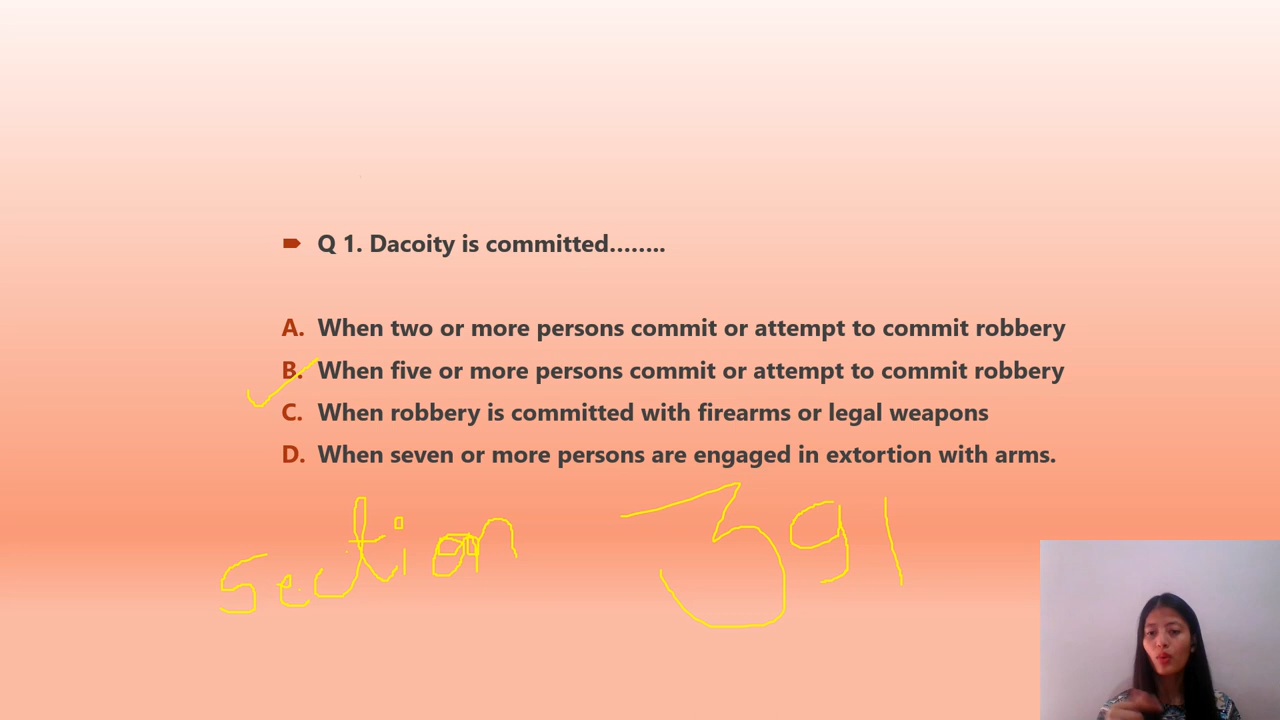 Q 1. Dacoity is committed........
A. When two or more persons commit or attempt to commit robbery
B. When five or more persons commit or attempt to commit robbery
C. When robbery is committed with firearms or legal weapons
D. When seven or more persons are engaged in extortion with arms.
Section 391